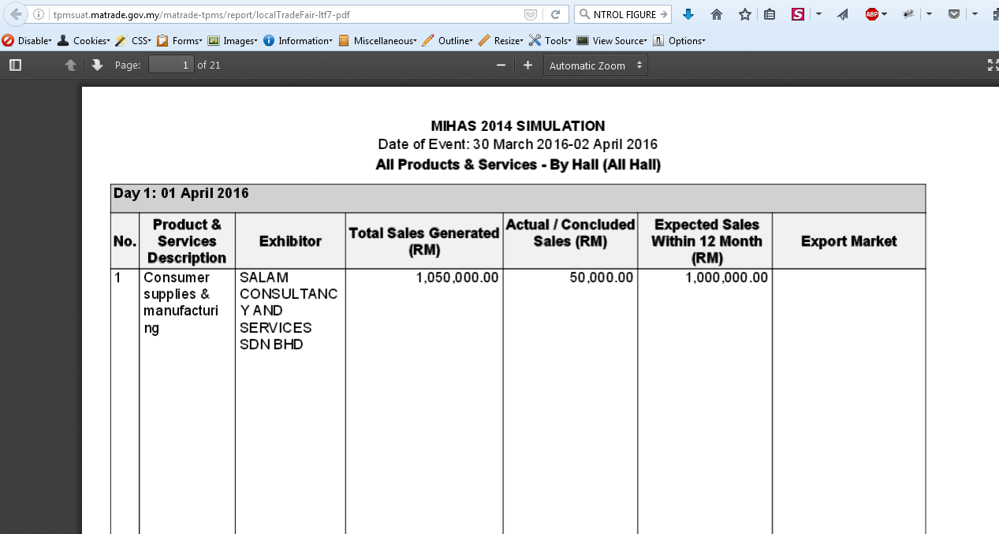 tpmsuat.matrade.gov.my/matrade-tpms/report/localTradeFair-ltf7-pdf
NTROL FIGURE
S
ABP
Disable Cookies CSS Forms Images Information Miscellaneous Outline Resize Tools View Source Options
Page: 1 of 21
Automatic Zoom
MIHAS 2014 SIMULATION
Date of Event: 30 March 2016-02 April 2016
All Products & Services - By Hall (All Hall)
Day 1: 01 April 2016
No.
Product &
Services
Description
Exhibitor
Total Sales Generated
(RM)
Actual / Concluded
Sales (RM)
Expected Sales
Within 12 Month
(RM)
Export Market
1
Consumer
supplies &
manufacturi
ng
SALAM
CONSULTANC
Y AND
SERVICES
SDN BHD
1,050,000.00
50,000.00
1,000,000.00